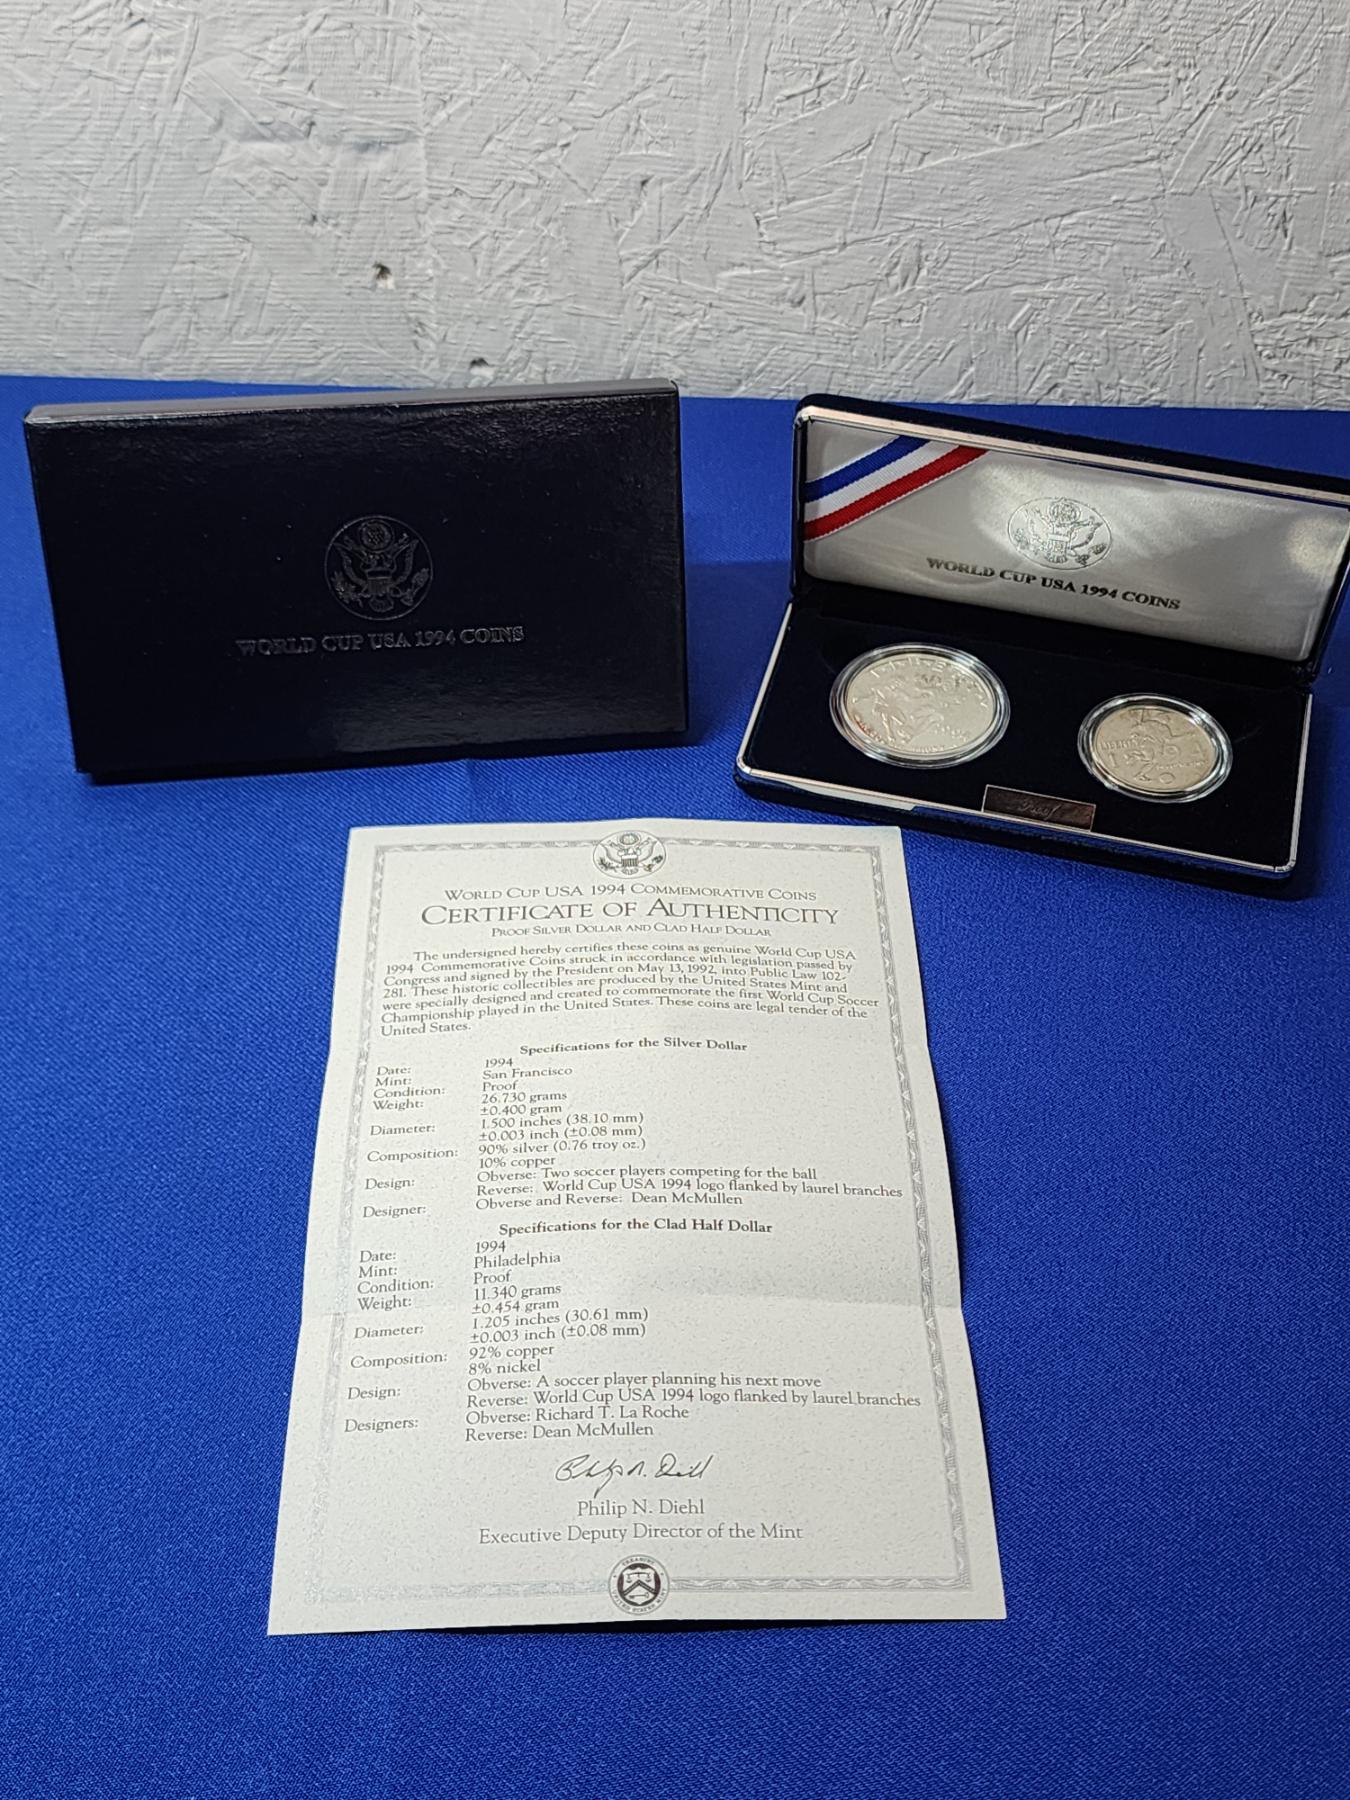 WORLD CUP USA 1994 COINS
WORLD CUP USA 1994 COINS
LIBERTY
1994
LIBERTY
Proof
WORLD CUP USA 1994 COMMEMORATIVE COINS
CERTIFICATE OF AUTHENTICITY
PROOF SILVER DOLLAR AND CLAD HALF DOLLAR
The undersigned hereby certifies these coins as genuine World Cup USA
1994 Commemorative Coins struck in accordance with legislation passed by
Congress and signed by the President on May 13, 1992, into Public Law 102-
281. These historic collectibles are produced by the United States Mint and
were specially designed and created to commemorate the first World Cup Soccer
Championship played in the United States. These coins are legal tender of the
United States.
Specifications for the Silver Dollar
Date: 1994
Mint: San Francisco
Condition: Proof
Weight: 26.730 grams
±0.400 gram
Diameter: 1.500 inches (38.10 mm)
±0.003 inch (±0.08 mm)
Composition: 90% silver (0.76 troy oz.)
10% copper
Design: Obverse: Two soccer players competing for the ball
Reverse: World Cup USA 1994 logo flanked by laurel branches
Designer: Obverse and Reverse: Dean McMullen
Specifications for the Clad Half Dollar
Date: 1994
Mint: Philadelphia
Condition: Proof
Weight: 11.340 grams
±0.454 gram
Diameter: 1.205 inches (30.61 mm)
±0.003 inch (±0.08 mm)
Composition: 92% copper
8% nickel
Design: Obverse: A soccer player planning his next move
Reverse: World Cup USA 1994 logo flanked by laurel branches
Designers: Obverse: Richard T. La Roche
Reverse: Dean McMullen
Philip N. Diehl
Philip N. Diehl
Executive Deputy Director of the Mint